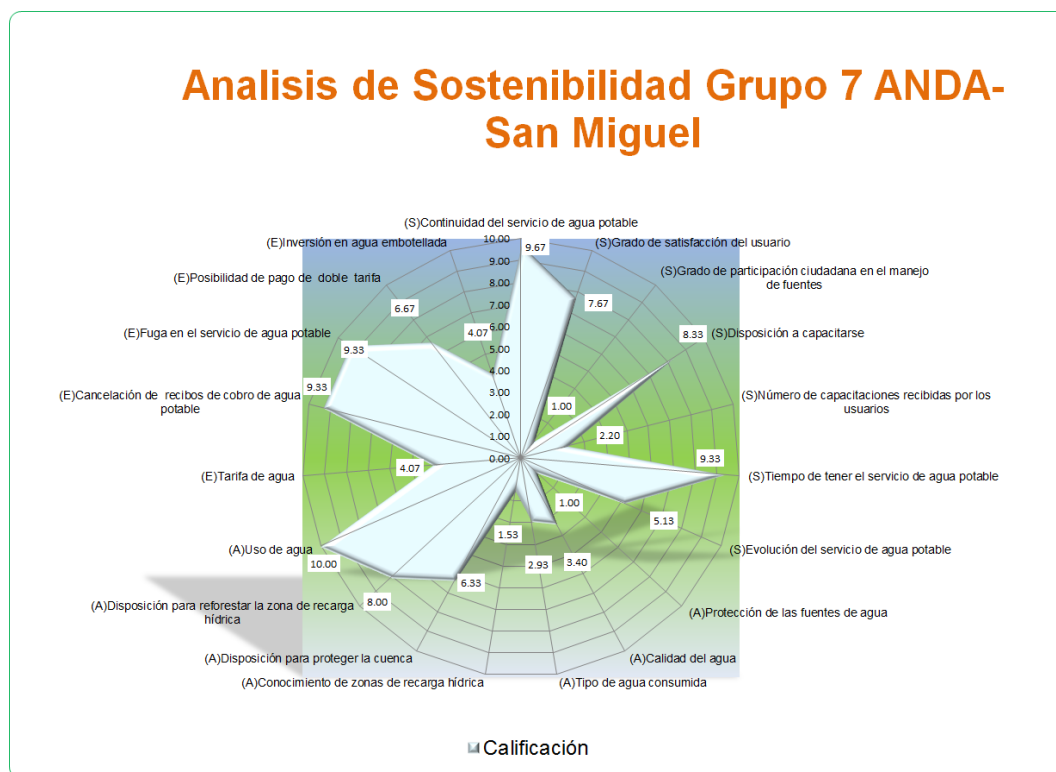 Analisis de Sostenibilidad Grupo 7 ANDA-
San Miguel
(S)Continuidad del servicio de agua potable
(S)Grado de satisfacción del usuario
(S)Grado de participación ciudadana en el manejo
de fuentes
(S)Disposición a capacitarse
(S)Número de capacitaciones recibidas por los
usuarios
(S)Tiempo de tener el servicio de agua potable
(S)Evolución del servicio de agua potable
(A)Protección de las fuentes de agua
(A)Calidad del agua
(A)Tipo de agua consumida
(A)Conocimiento de zonas de recarga hídrica
(A)Disposición para proteger la cuenca
(A)Disposición para reforestar la zona de recarga
hídrica
(A)Uso de agua
(E)Tarifa de agua
(E)Cancelación de recibos de cobro de agua
potable
(E)Fuga en el servicio de agua potable
(E)Posibilidad de pago de doble tarifa
(E)Inversión en agua embotellada
10.00
9.00
8.00
7.00
6.00
5.00
4.00
3.00
2.00
1.00
0.00
9.67
7.67
1.00
8.33
2.20
9.33
5.13
1.00
3.40
2.93
1.53
6.33
8.00
10.00
4.07
9.33
9.33
6.67
4.07
Calificación